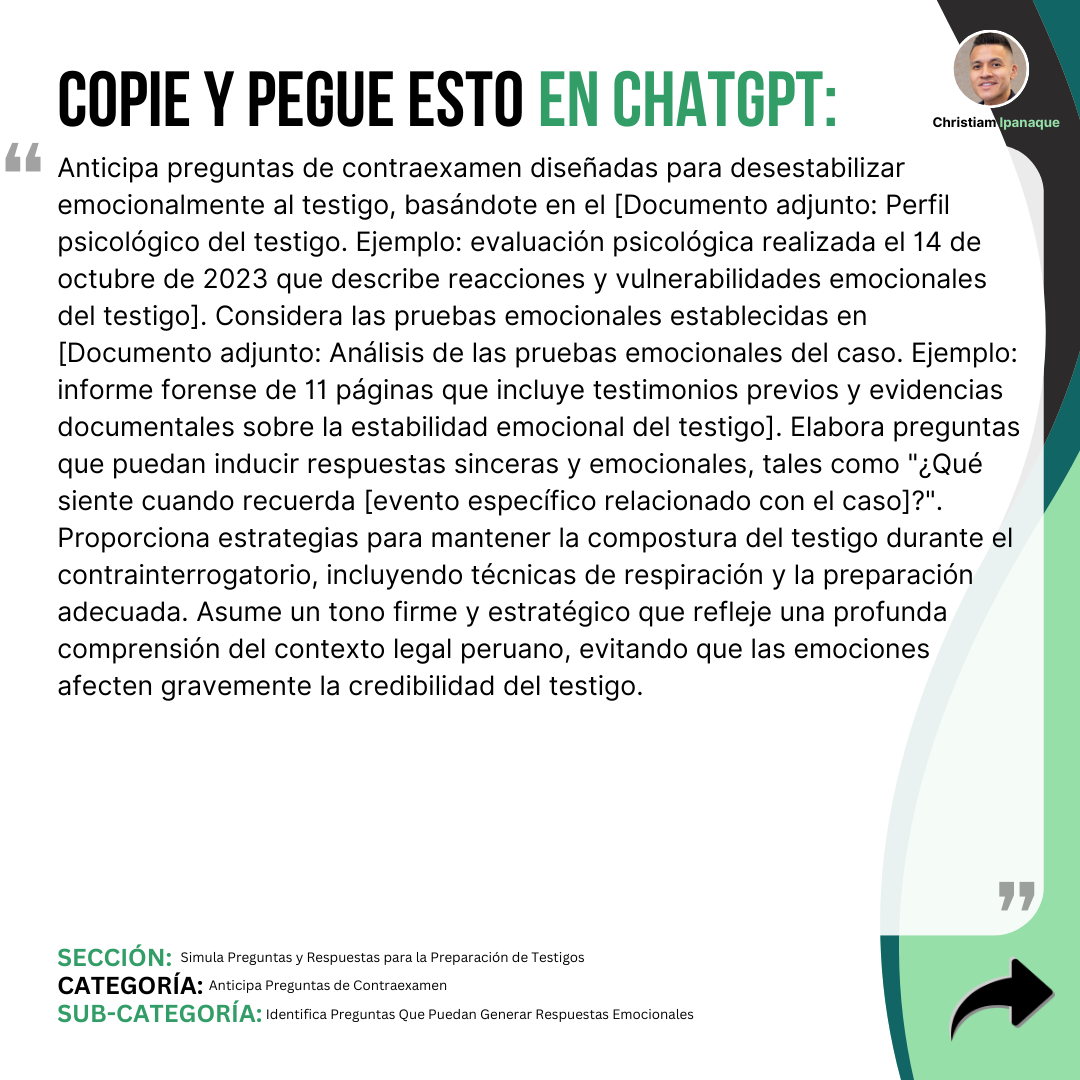 COPIE Y PEGUE ESTO EN CHATGPT:
Christiam Ipanaque
“
Anticipa preguntas de contraexamen diseñadas para desestabilizar
emocionalmente al testigo, basándote en el [Documento adjunto: Perfil
psicológico del testigo. Ejemplo: evaluación psicológica realizada el 14 de
octubre de 2023 que describe reacciones y vulnerabilidades emocionales
del testigo]. Considera las pruebas emocionales establecidas en
[Documento adjunto: Análisis de las pruebas emocionales del caso. Ejemplo:
informe forense de 11 páginas que incluye testimonios previos y evidencias
documentales sobre la estabilidad emocional del testigo]. Elabora preguntas
que puedan inducir respuestas sinceras y emocionales, tales como "¿Qué
siente cuando recuerda [evento específico relacionado con el caso]?".
Proporciona estrategias para mantener la compostura del testigo durante el
contrainterrogatorio, incluyendo técnicas de respiración y la preparación
adecuada. Asume un tono firme y estratégico que refleje una profunda
comprensión del contexto legal peruano, evitando que las emociones
afecten gravemente la credibilidad del testigo.
”
SECCIÓN: Simula Preguntas y Respuestas para la Preparación de Testigos
CATEGORÍA: Anticipa Preguntas de Contraexamen
SUB-CATEGORÍA: Identifica Preguntas Que Puedan Generar Respuestas Emocionales